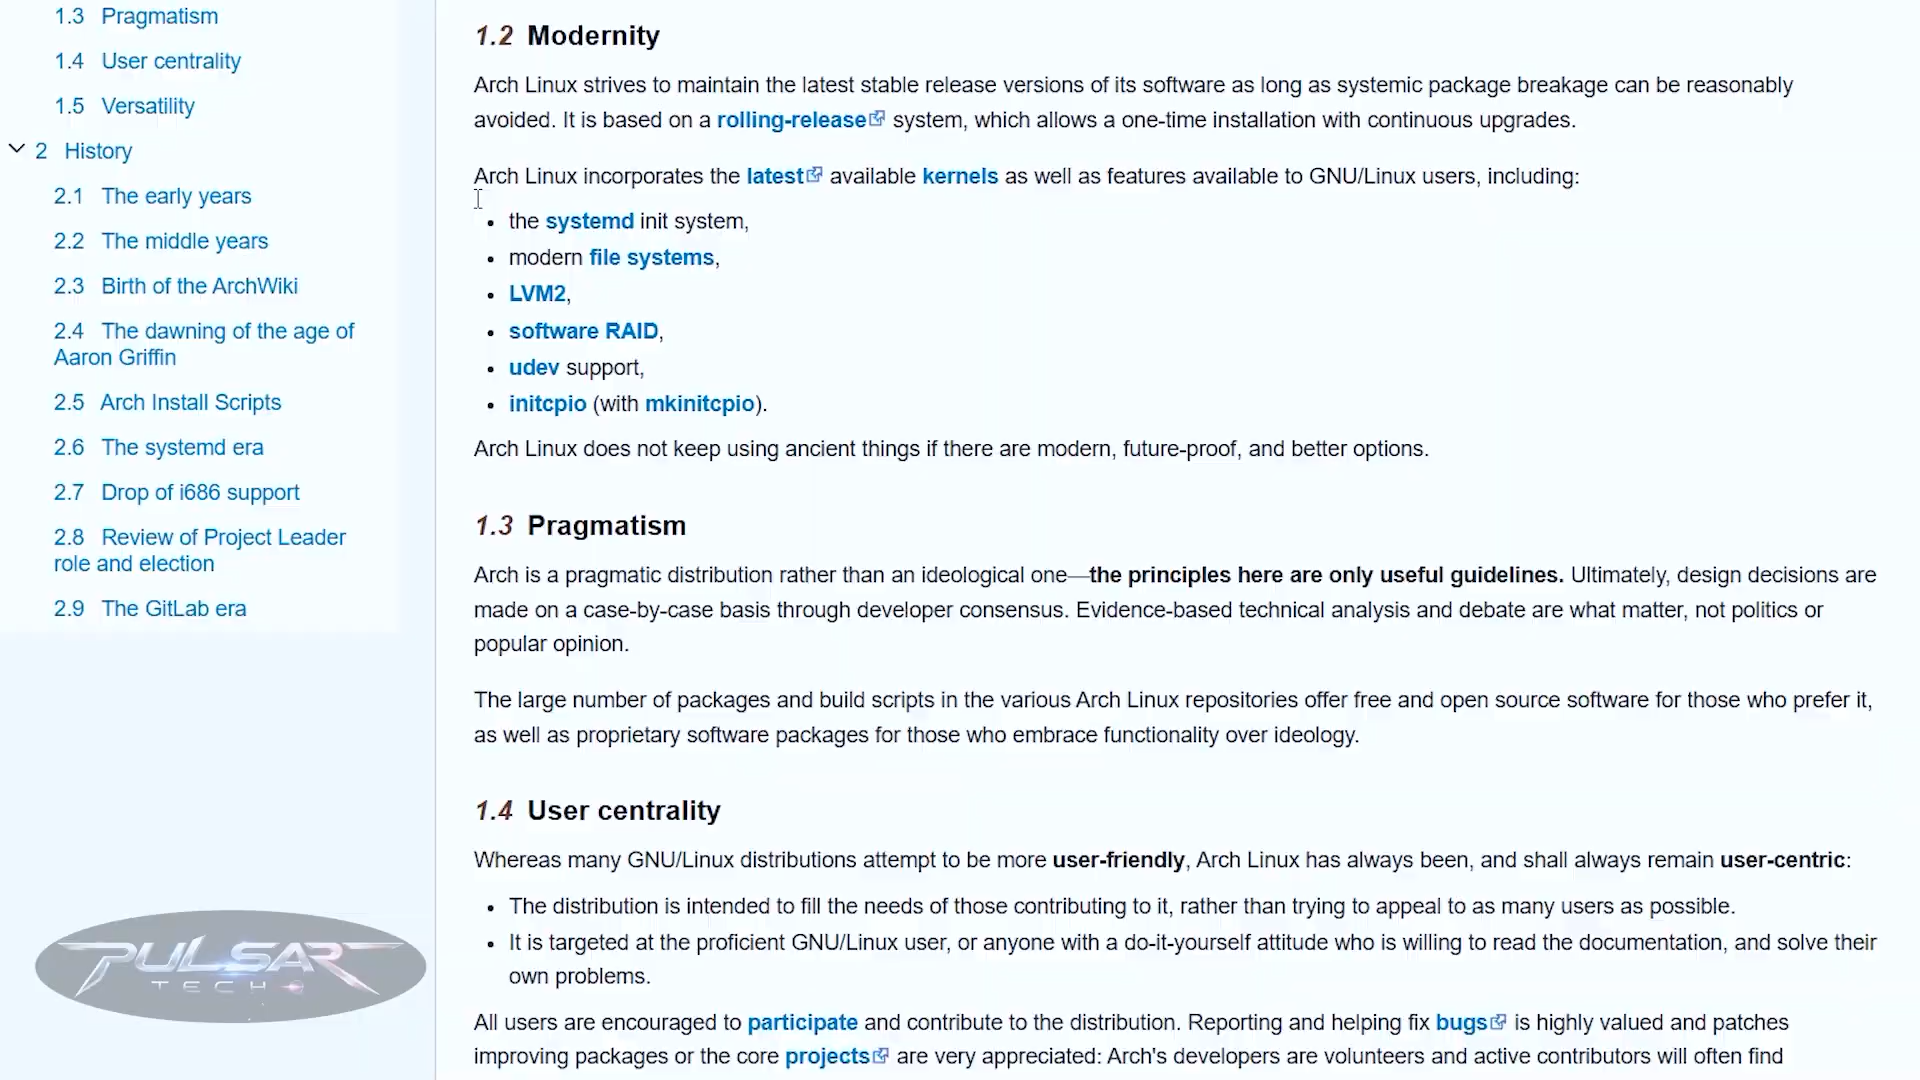 1.3 Pragmatism
1.4 User centrality
1.5 Versatility
2 History
2.1 The early years
2.2 The middle years
2.3 Birth of the ArchWiki
2.4 The dawning of the age of
Aaron Griffin
2.5 Arch Install Scripts
2.6 The systemd era
2.7 Drop of i686 support
2.8 Review of Project Leader
role and election
2.9 The GitLab era
PULSAR
TECH
1.2 Modernity
Arch Linux strives to maintain the latest stable release versions of its software as long as systemic package breakage can be reasonably
avoided. It is based on a rolling-release system, which allows a one-time installation with continuous upgrades.
Arch Linux incorporates the latest available kernels as well as features available to GNU/Linux users, including:
• the systemd init system,
• modern file systems,
• LVM2,
• software RAID,
• udev support,
• initcpio (with mkinitcpio).
Arch Linux does not keep using ancient things if there are modern, future-proof, and better options.
1.3 Pragmatism
Arch is a pragmatic distribution rather than an ideological one—the principles here are only useful guidelines. Ultimately, design decisions are
made on a case-by-case basis through developer consensus. Evidence-based technical analysis and debate are what matter, not politics or
popular opinion.
The large number of packages and build scripts in the various Arch Linux repositories offer free and open source software for those who prefer it,
as well as proprietary software packages for those who embrace functionality over ideology.
1.4 User centrality
Whereas many GNU/Linux distributions attempt to be more user-friendly, Arch Linux has always been, and shall always remain user-centric:
• The distribution is intended to fill the needs of those contributing to it, rather than trying to appeal to as many users as possible.
• It is targeted at the proficient GNU/Linux user, or anyone with a do-it-yourself attitude who is willing to read the documentation, and solve their
own problems.
All users are encouraged to participate and contribute to the distribution. Reporting and helping fix bugs is highly valued and patches
improving packages or the core projects are very appreciated: Arch's developers are volunteers and active contributors will often find